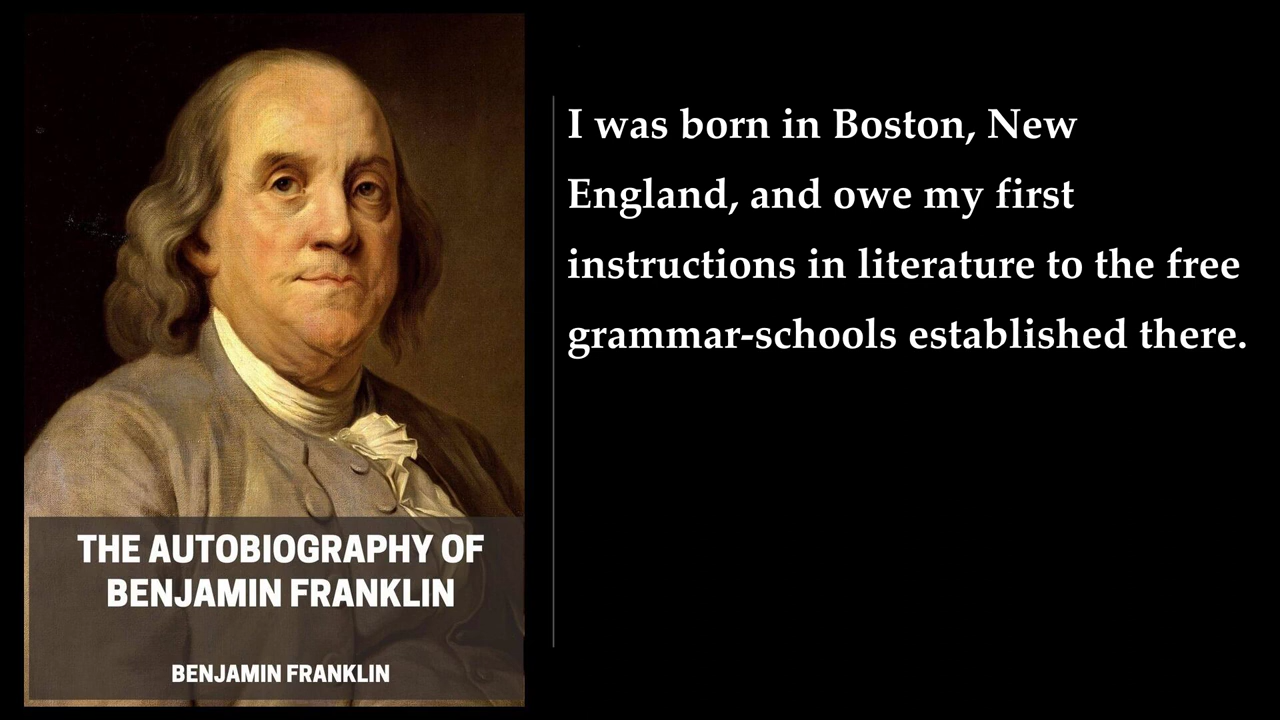 I was born in Boston, New
England, and owe my first
instructions in literature to the free
grammar-schools established there.
THE AUTOBIOGRAPHY OF
BENJAMIN FRANKLIN
BENJAMIN FRANKLIN